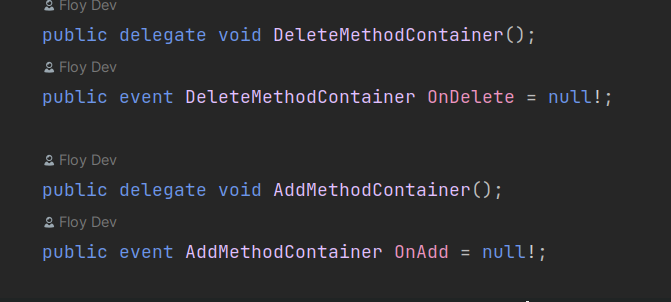 Floy Dev
public delegate void DeleteMethodContainer();
Floy Dev
public event DeleteMethodContainer OnDelete = null!;
Floy Dev
public delegate void AddMethodContainer();
Floy Dev
public event AddMethodContainer OnAdd = null!;